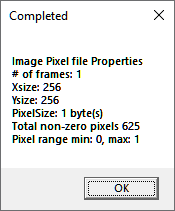 Completed
Image Pixel file Properties
# of frames: 1
Xsize: 256
Ysize: 256
PixelSize: 1 byte(s)
Total non-zero pixels 625
Pixel range min: 0, max: 1
OK